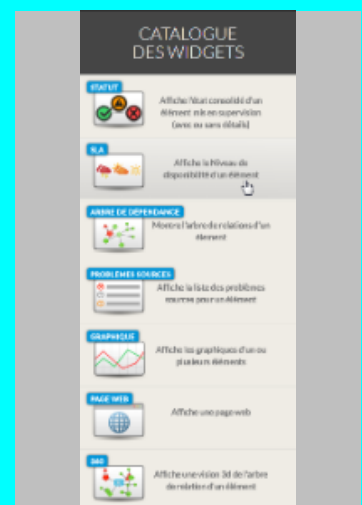 CATALOGUE
DES WIDGETS
STATUT
Affiche l'état consolidé d'un
élément mis en supervision
(avec ou sans détails)
SLA
Affiche le Niveau de
disponibilité d'un élément
ARBRE DE DÉPENDANCE
Montre l'arbre de relations d'un
élement
PROBLÈMES SOURCES
Affiche la liste des problèmes
sources pour un élément
GRAPHIQUE
Affiche les graphiques d'un ou
plusieurs éléments
PAGE WEB
Affiche une page web
360
Affiche une vision 3d de l'arbre
de relation d'un élément